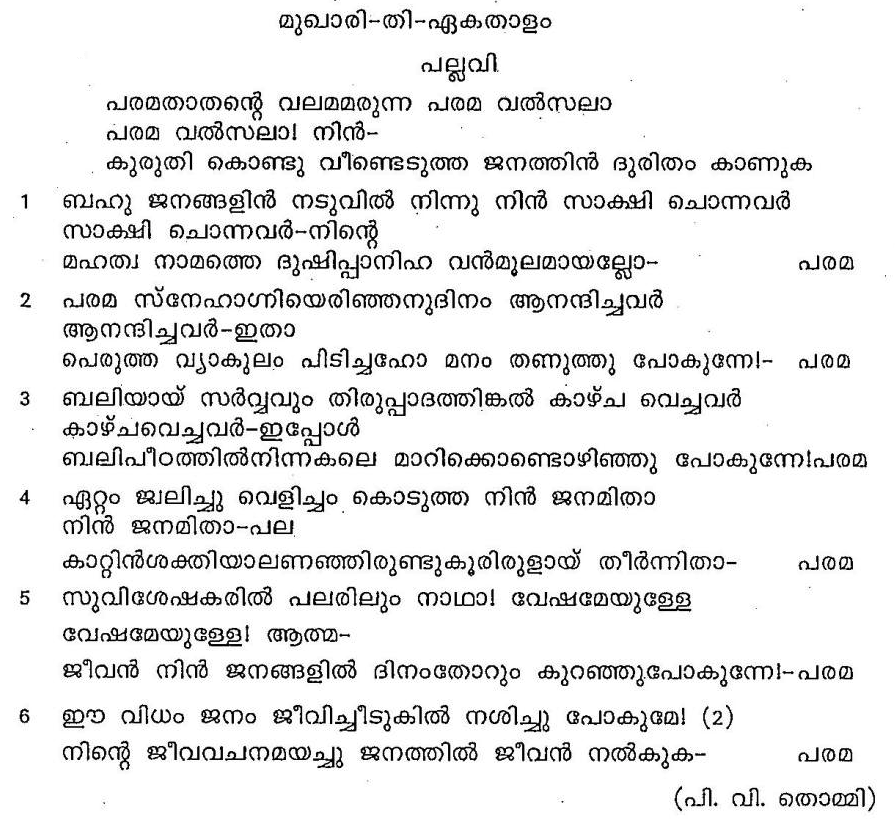 മുഖാരി-തി-ഏകതാളം
പല്ലവി
പരമതാതന്റെ വലമമരുന്ന പരമ വൽസലാ
പരമ വൽസലാ! നിൻ-
കുരുതി കൊണ്ടു വീണ്ടെടുത്ത ജനത്തിൻ ദുരിതം കാണുക
1 ബഹു ജനങ്ങളിൻ നടുവിൽ നിന്നു നിൻ സാക്ഷി ചൊന്നവർ
സാക്ഷി ചൊന്നവർ-നിന്റെ
മഹത്വ നാമത്തെ ദുഷിപ്പാനിഹ വൻമൂലമായല്ലോ- പരമ
2 പരമ സ്നേഹാഗ്നിയെരിഞ്ഞനുദിനം ആനന്ദിച്ചവർ
ആനന്ദിച്ചവർ-ഇതാ
പെരുത്ത വ്യാകുലം പിടിച്ചഹോ മനം തണുത്തു പോകുന്നേ!- പരമ
3 ബലിയായ് സർവ്വവും തിരുപ്പാദത്തിങ്കൽ കാഴ്ച വെച്ചവർ
കാഴ്ചവെച്ചവർ-ഇപ്പോൾ
ബലിപീഠത്തിൽനിന്നകലെ മാറിക്കൊണ്ടൊഴിഞ്ഞു പോകുന്നേ!പരമ
4 ഏറ്റം ജ്വലിച്ചു വെളിച്ചം കൊടുത്ത നിൻ ജനമിതാ
നിൻ ജനമിതാ-പല
കാറ്റിൻശക്തിയാലണഞ്ഞിരുണ്ടുകൂരിരുളായ് തീർന്നിതാ- പരമ
5 സുവിശേഷകരിൽ പലരിലും നാഥാ! വേഷമേയുള്ളേ
വേഷമേയുള്ളേ! ആത്മ-
ജീവൻ നിൻ ജനങ്ങളിൽ ദിനംതോറും കുറഞ്ഞുപോകുന്നേ!-പരമ
6 ഈ വിധം ജനം ജീവിച്ചീടുകിൽ നശിച്ചു പോകുമേ! (2)
നിന്റെ ജീവവചനമയച്ചു ജനത്തിൽ ജീവൻ നൽകുക- പരമ
(പി. വി. തൊമ്മി)